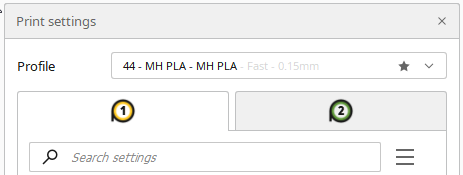 Print settings
Profile
44 - MH PLA - MH PLA - Fast - 0.15mm
1
2
Search settings